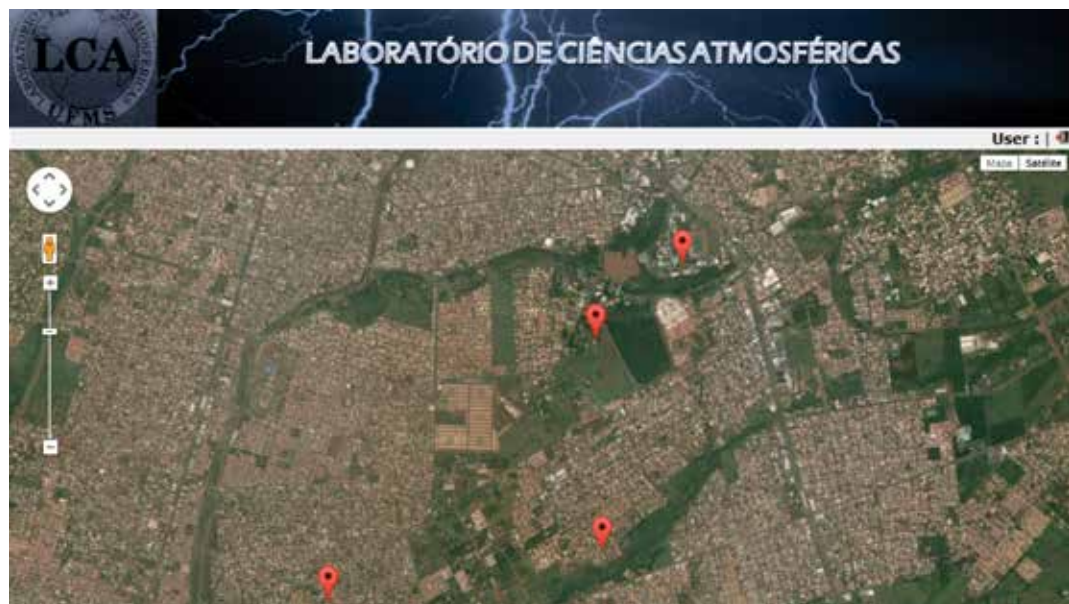 LCA
UFMS
LABORATÓRIO DE CIÊNCIAS ATMOSFÉRICAS
User : |
Mapa Satélite